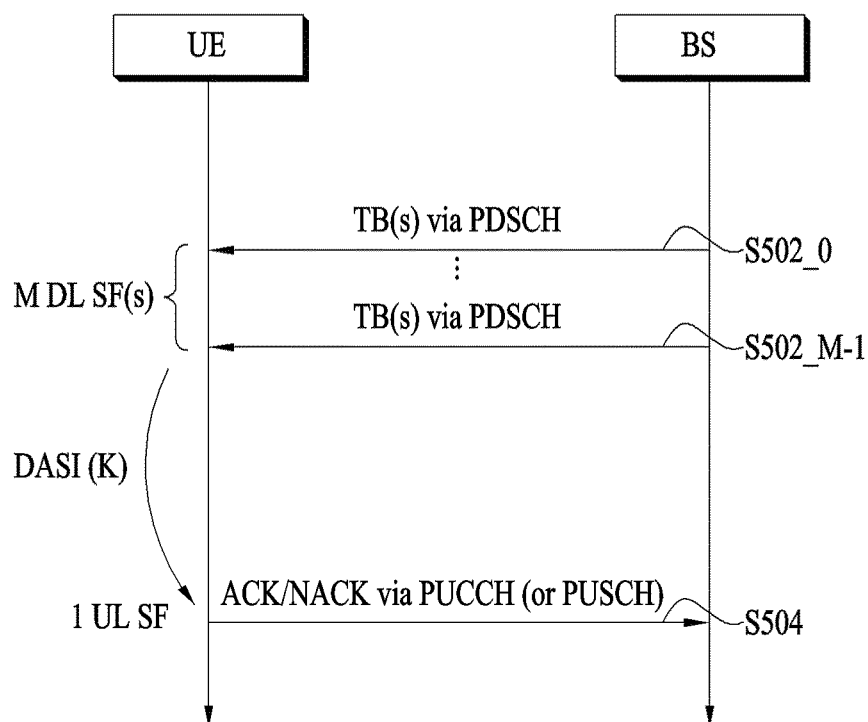 UE
BS
TB(s) via PDSCH
S502_0
⋮
M DL SF(s)
TB(s) via PDSCH
S502_M-1
DASI (K)
ACK/NACK via PUCCH (or PUSCH)
1 UL SF
S504